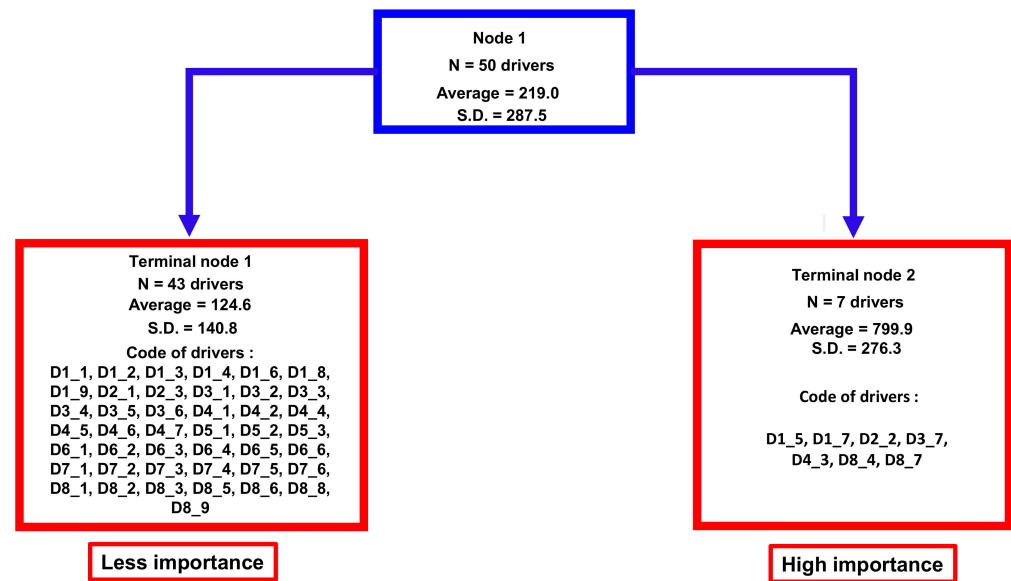 Node 1
N = 50 drivers
Average = 219.0
S.D. = 287.5
Terminal node 1
N = 43 drivers
Average = 124.6
S.D. = 140.8
Code of drivers :
D1_1, D1_2, D1_3, D1_4, D1_6, D1_8,
D1_9, D2_1, D2_3, D3_1, D3_2, D3_3,
D3_4, D3_5, D3_6, D4_1, D4_2, D4_4,
D4_5, D4_6, D4_7, D5_1, D5_2, D5_3,
D6_1, D6_2, D6_3, D6_4, D6_5, D6_6,
D7_1, D7_2, D7_3, D7_4, D7_5, D7_6,
D8_1, D8_2, D8_3, D8_5, D8_6, D8_8,
D8_9
Less importance
Terminal node 2
N = 7 drivers
Average = 799.9
S.D. = 276.3
Code of drivers :
D1_5, D1_7, D2_2, D3_7,
D4_3, D8_4, D8_7
High importance